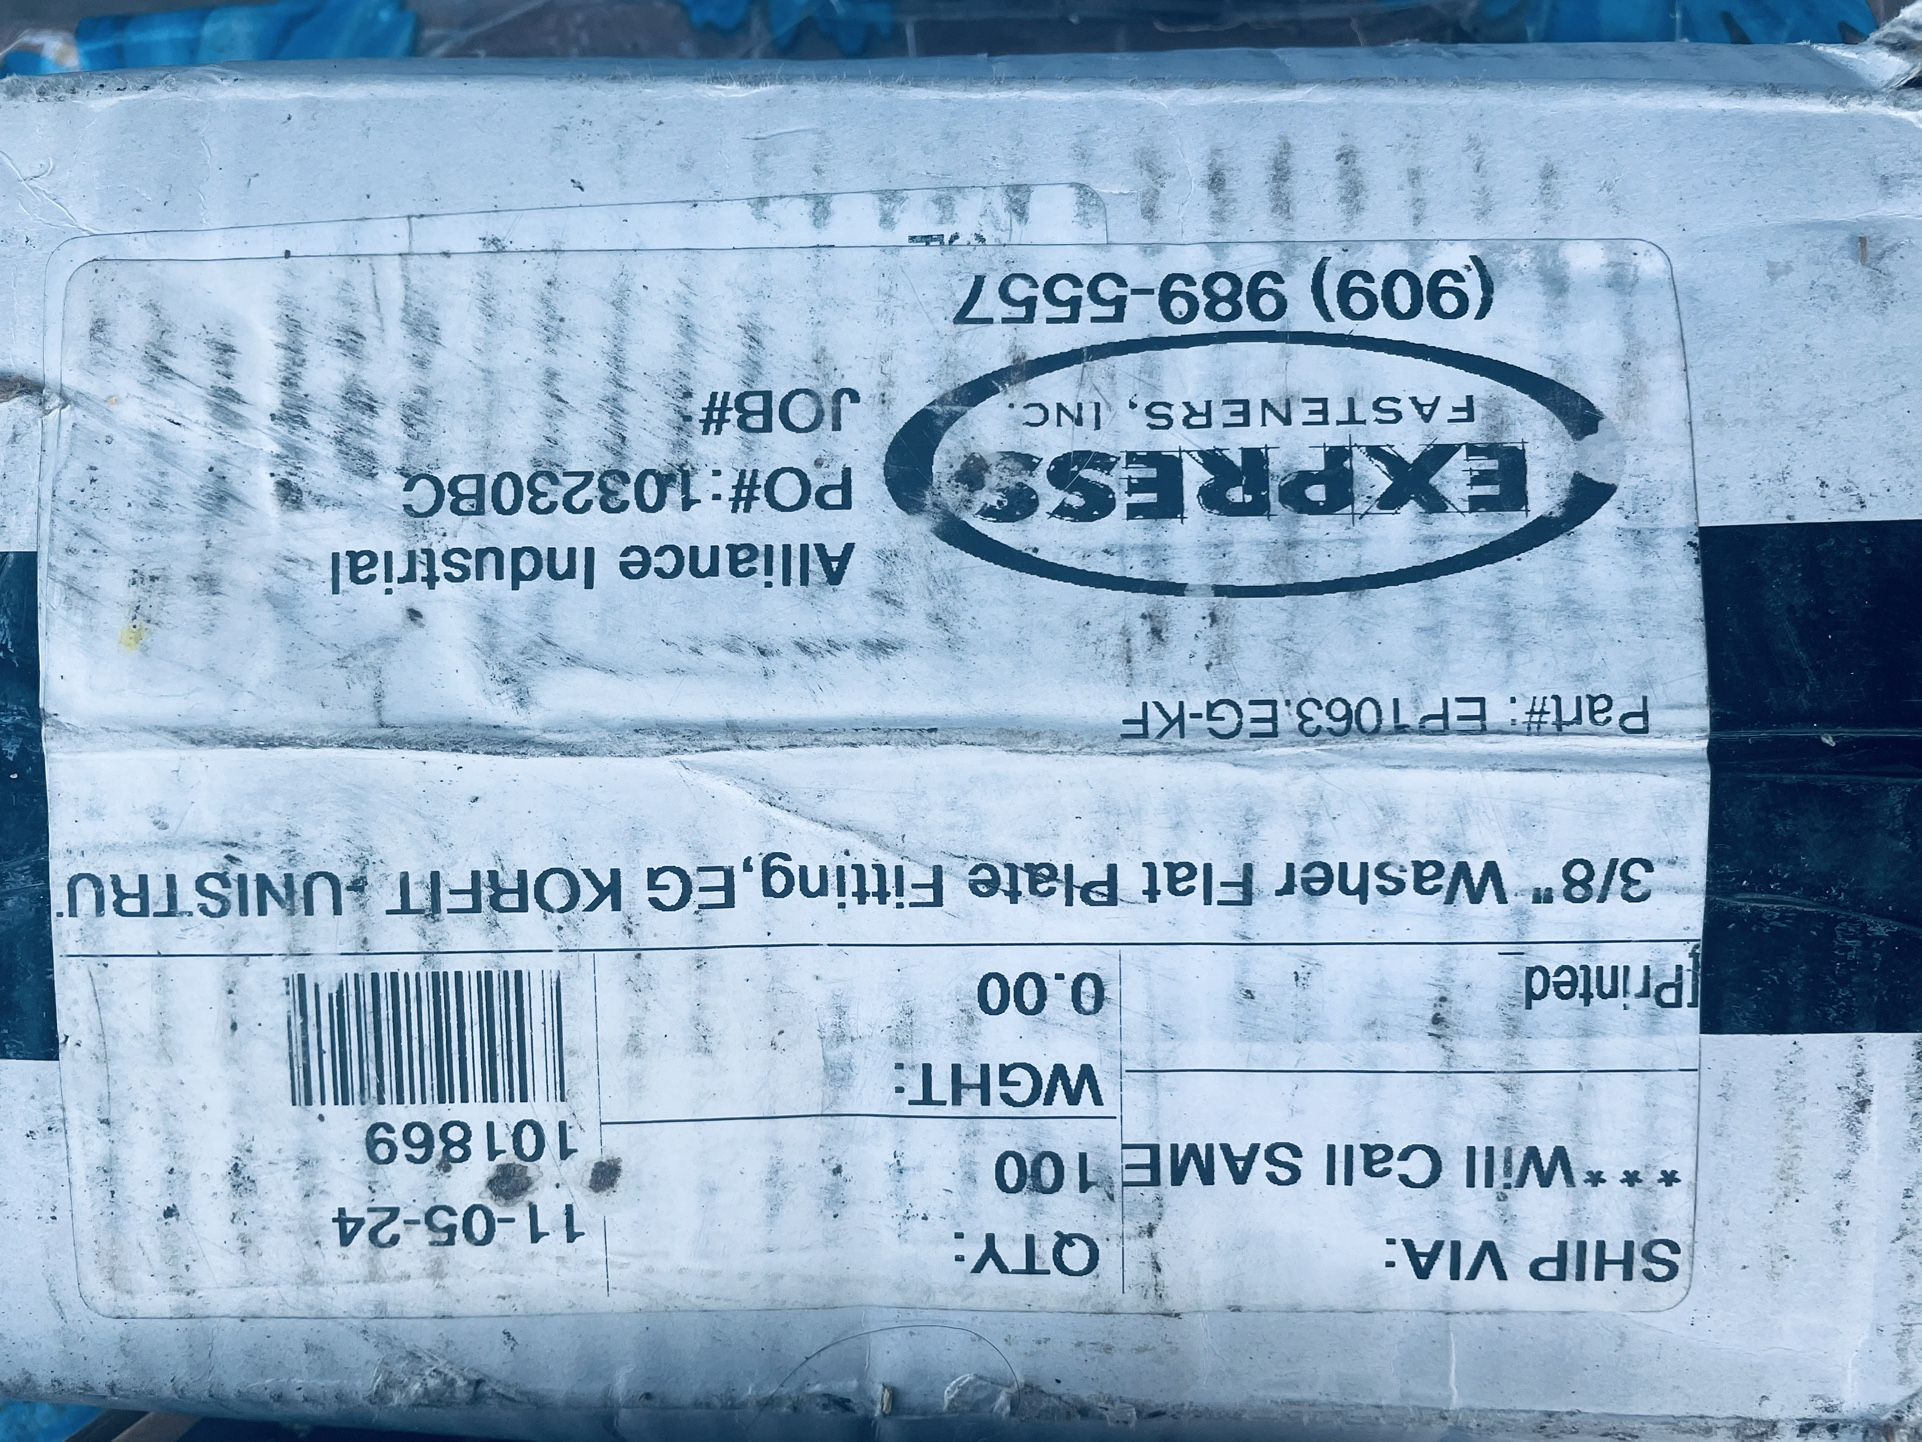 (909) 989-5557
EXPRESS
FASTENERS, INC.
Alliance Industrial
PO#:103230BC
JOB#
Part#: EP1063.EG-KF
3/8" Washer Flat Plate Fitting,EG KORFIT - UNISTRU
[Printed
WGHT:
0.00
SHIP VIA:
***Will Call SAME
QTY:
100
11-05-24
101869